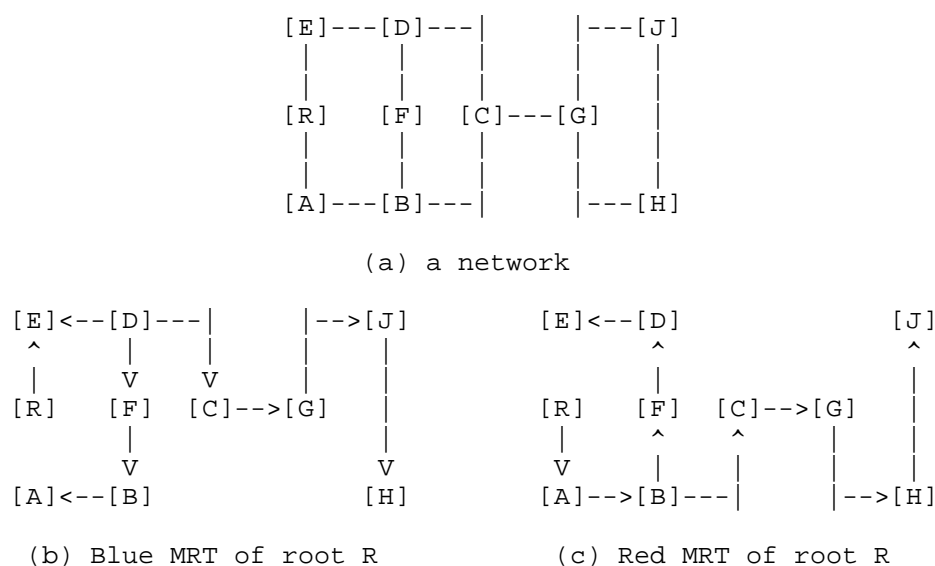 [E]---[D]---|     |---[J]
 |     |    |     |    |
 |     |    |     |    |
[R]   [F]  [C]---[G]   |
 |     |    |     |    |
 |     |    |     |    |
[A]---[B]---|     |---[H]
(a) a network
[E]<--[D]---|     |-->[J]        [E]<--[D]                [J]
 ^     |    |     |    |                ^                  ^
 |     V    V     |    |                |                  |
[R]   [F]  [C]-->[G]   |         [R]   [F]  [C]-->[G]      |
       |               |          |     ^    ^     |       |
       V               V          V     |    |     |       |
[A]<--[B]             [H]        [A]-->[B]---|     |-->[H]
(b) Blue MRT of root R           (c) Red MRT of root R